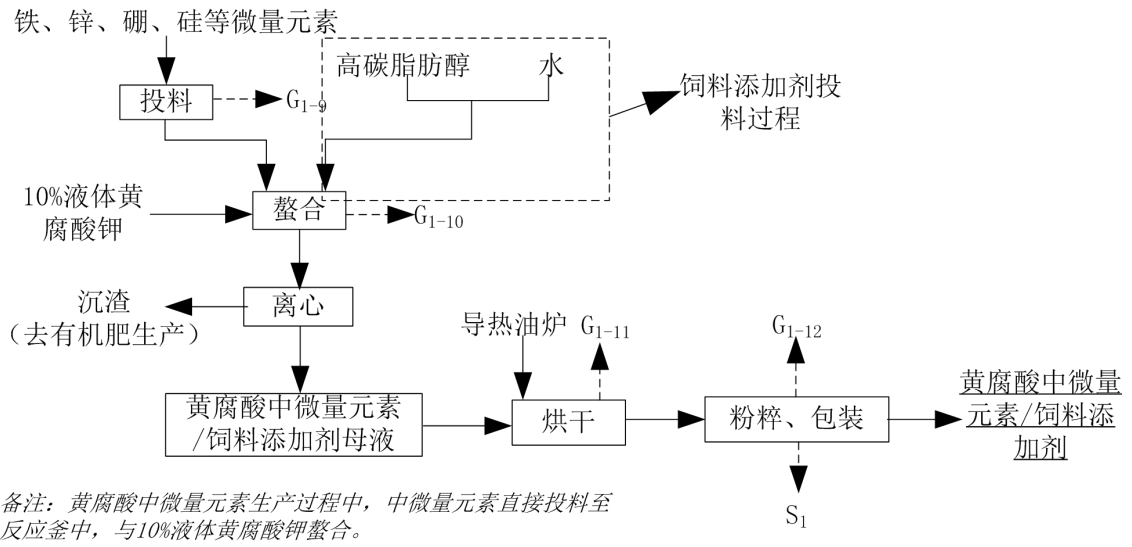 铁、锌、硼、硅等微量元素
高碳脂肪醇
水
投料
G1-9
饲料添加剂投
料过程
10%液体黄
腐酸钾
螯合
G1-10
沉渣
（去有机肥生产）
离心
导热油炉
G1-11
G1-12
黄腐酸中微量元素
/饲料添加剂母液
烘干
粉粹、包装
黄腐酸中微量
元素/饲料添
加剂
S1
备注：黄腐酸中微量元素生产过程中，中微量元素直接投料至
反应釜中，与10%液体黄腐酸钾螯合。